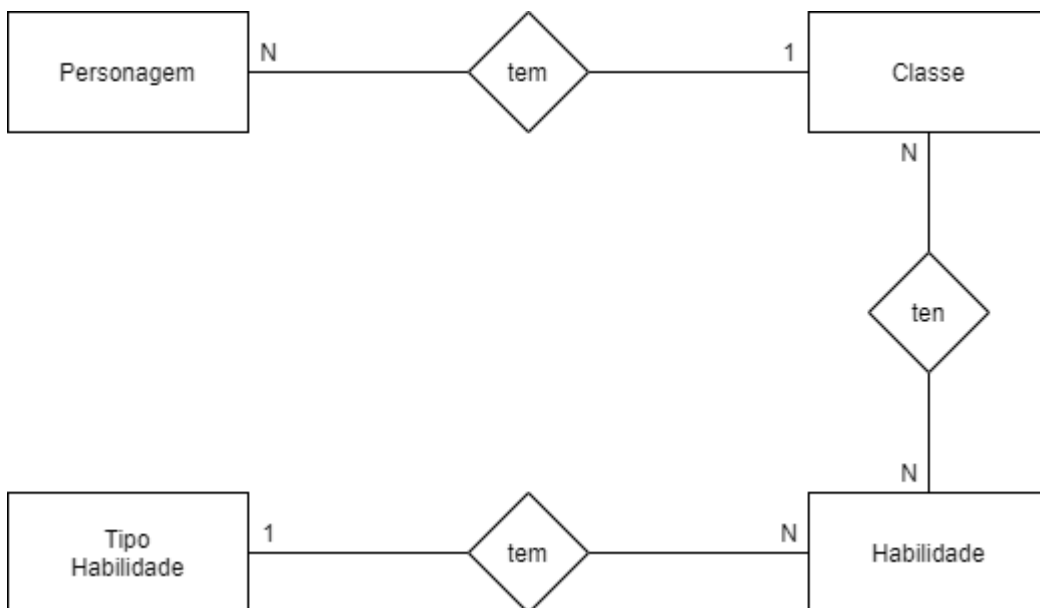 Personagem
N
tem
1
Classe
N
ten
N
Tipo
Habilidade
1
tem
N
Habilidade